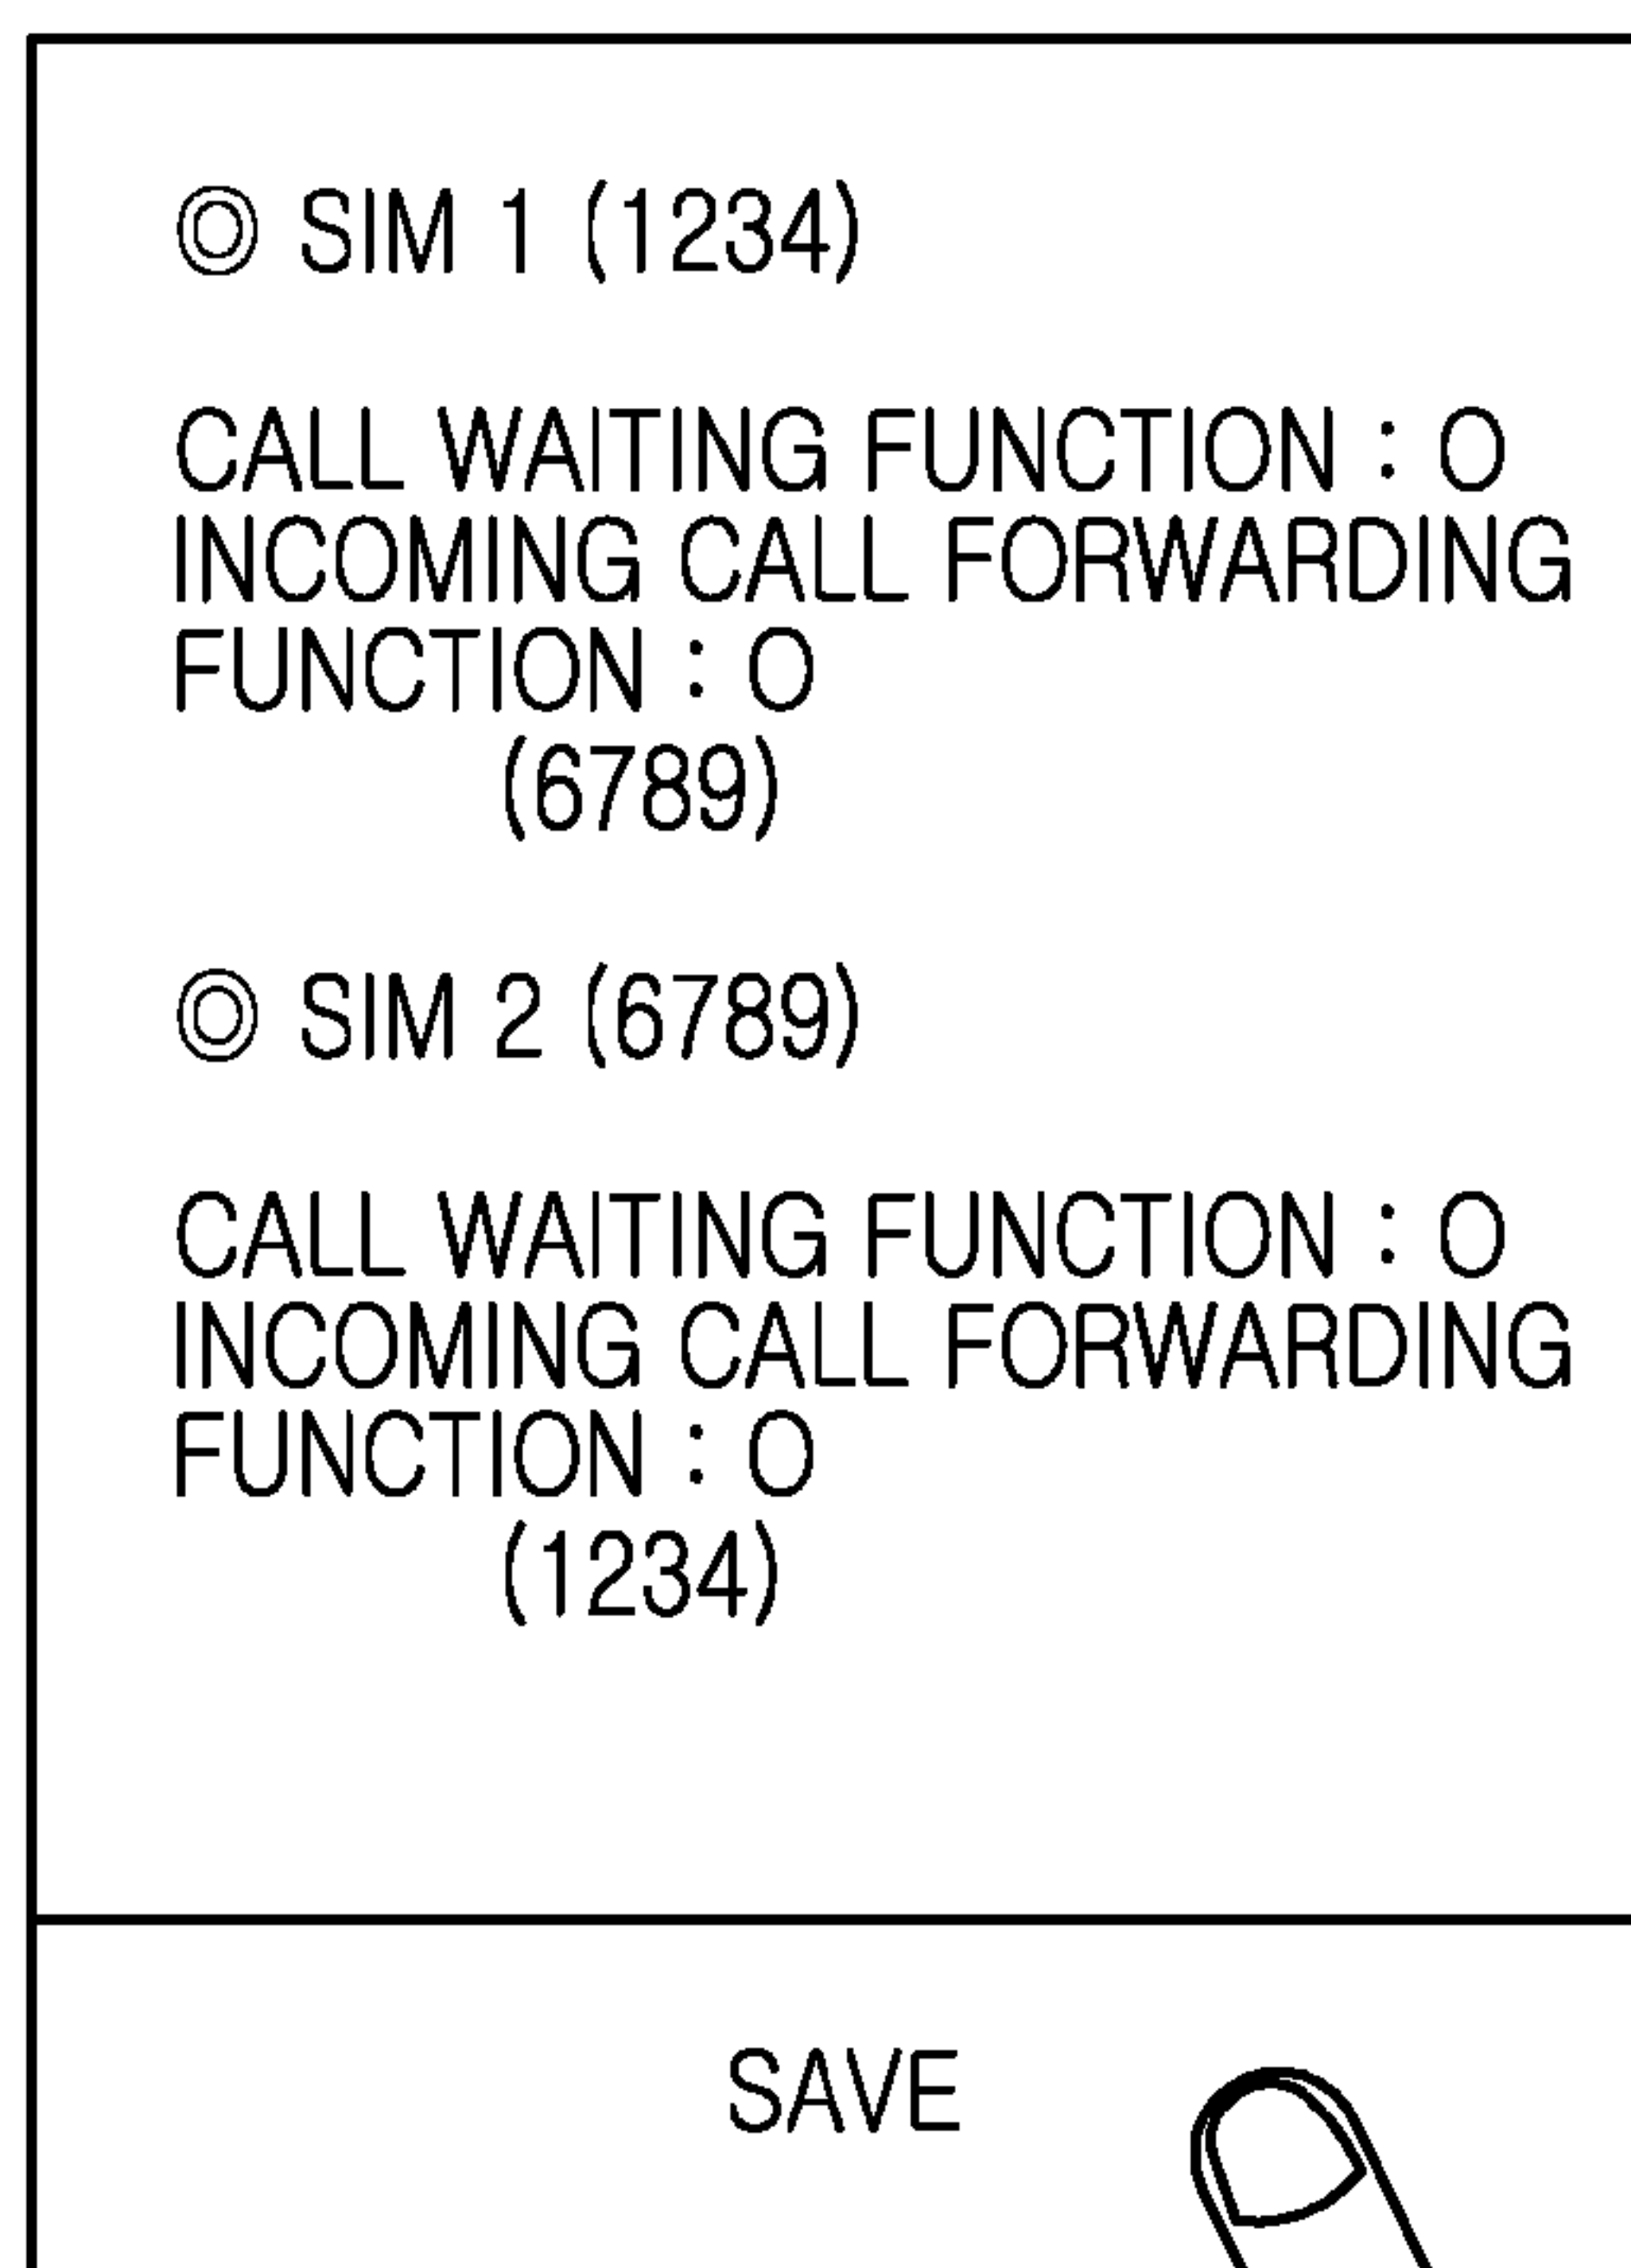 ◎ SIM 1 (1234)
CALL WAITING FUNCTION : O
INCOMING CALL FORWARDING
FUNCTION : O
(6789)
◎ SIM 2 (6789)
CALL WAITING FUNCTION : O
INCOMING CALL FORWARDING
FUNCTION : O
(1234)
SAVE